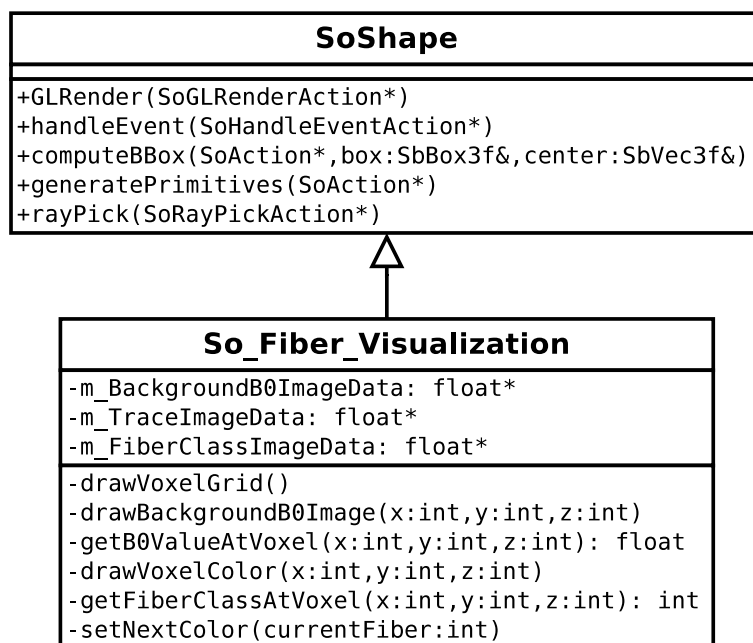 SoShape
+GLRender(SoGLRenderAction*)
+handleEvent(SoHandleEventAction*)
+computeBBox(SoAction*,box:SbBox3f&,center:SbVec3f&)
+generatePrimitives(SoAction*)
+rayPick(SoRayPickAction*)
So_Fiber_Visualization
-m_BackgroundB0ImageData: float*
-m_TraceImageData: float*
-m_FiberClassImageData: float*
-drawVoxelGrid()
-drawBackgroundB0Image(x:int,y:int,z:int)
-getB0ValueAtVoxel(x:int,y:int,z:int): float
-drawVoxelColor(x:int,y:int,z:int)
-getFiberClassAtVoxel(x:int,y:int,z:int): int
-setNextColor(currentFiber:int)